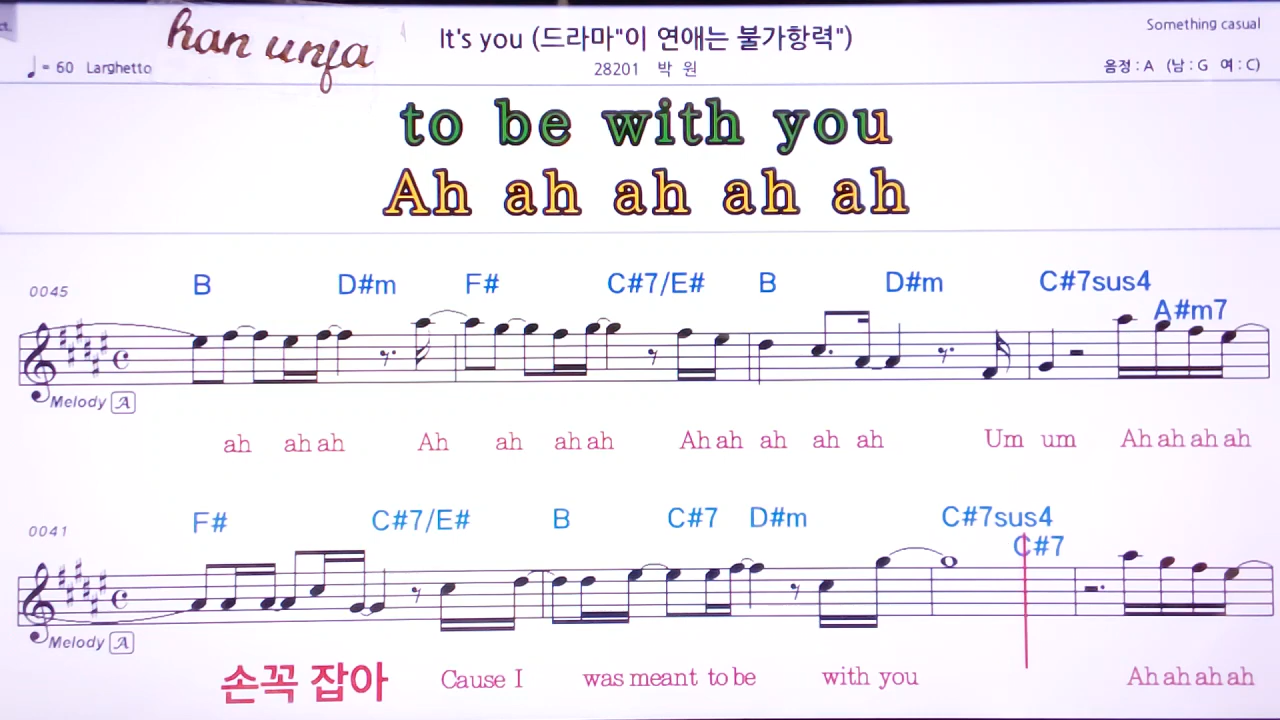 ct.
han unja
It's you (드라마"이 연애는 불가항력")
Something casual
♩= 60 Larghetto
28201 박 원
음정 : A (남 : G 여 : C)
to be with you
Ah ah ah ah ah
0045
B D#m F# C#7/E# B D#m C#7sus4 A#m7
Melody A
ah ah ah Ah ah ah ah Ah ah ah ah ah Um um Ah ah ah ah
0041
F# C#7/E# B C#7 D#m C#7sus4 C#7
Melody A
손꼭 잡아 Cause I was meant to be with you Ah ah ah ah